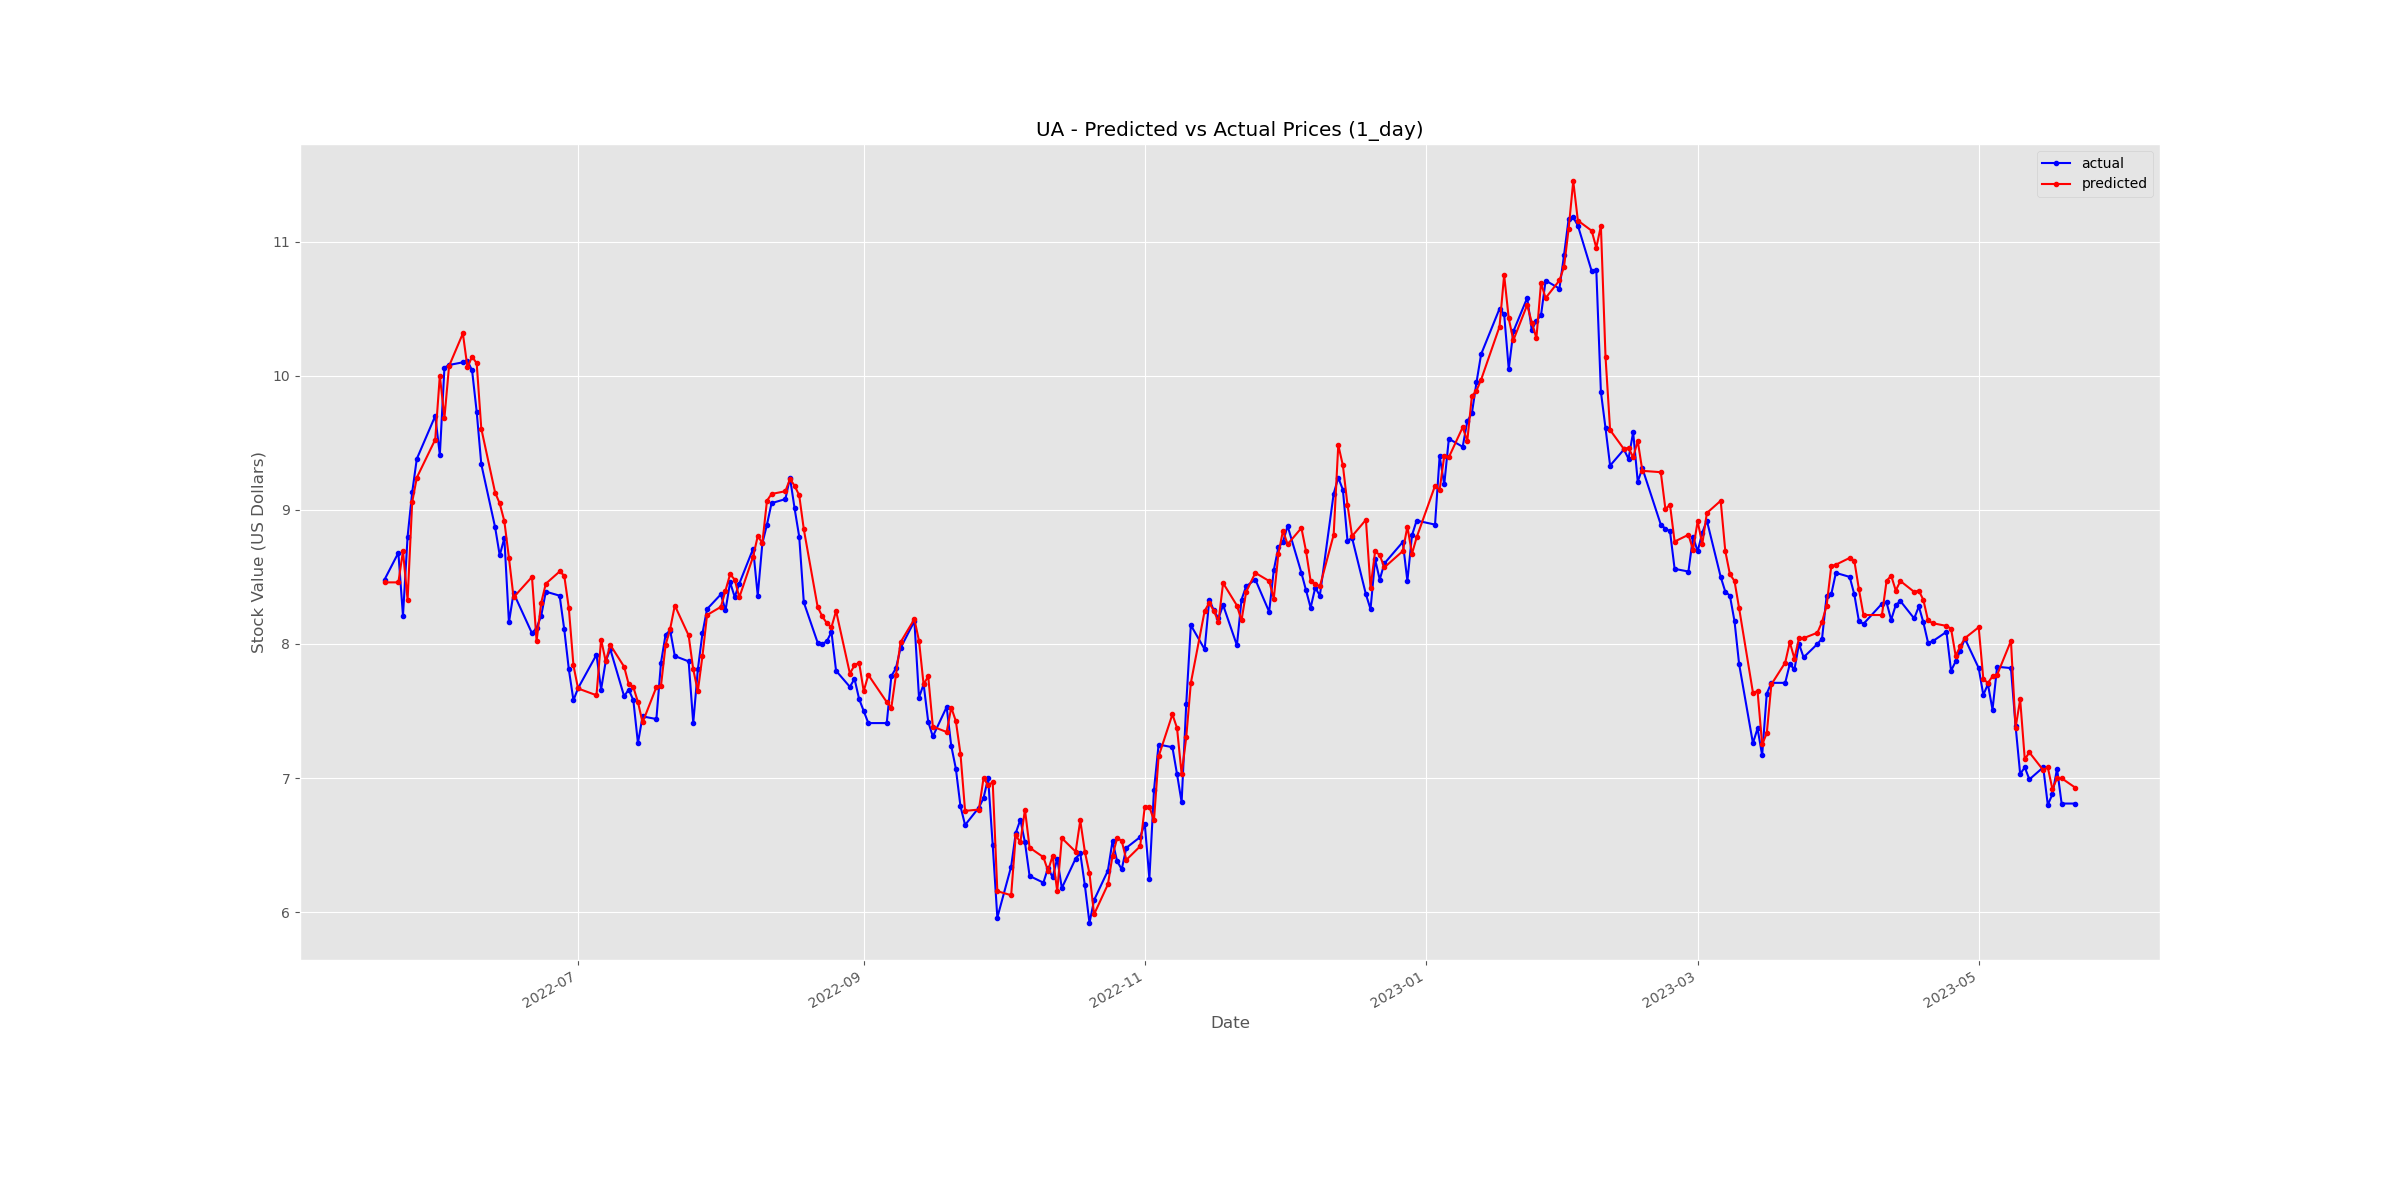 UA - Predicted vs Actual Prices (1_day)
actual
predicted
Stock Value (US Dollars)
11
10
9
8
7
6
2022-07
2022-09
2022-11
2023-01
2023-03
2023-05
Date